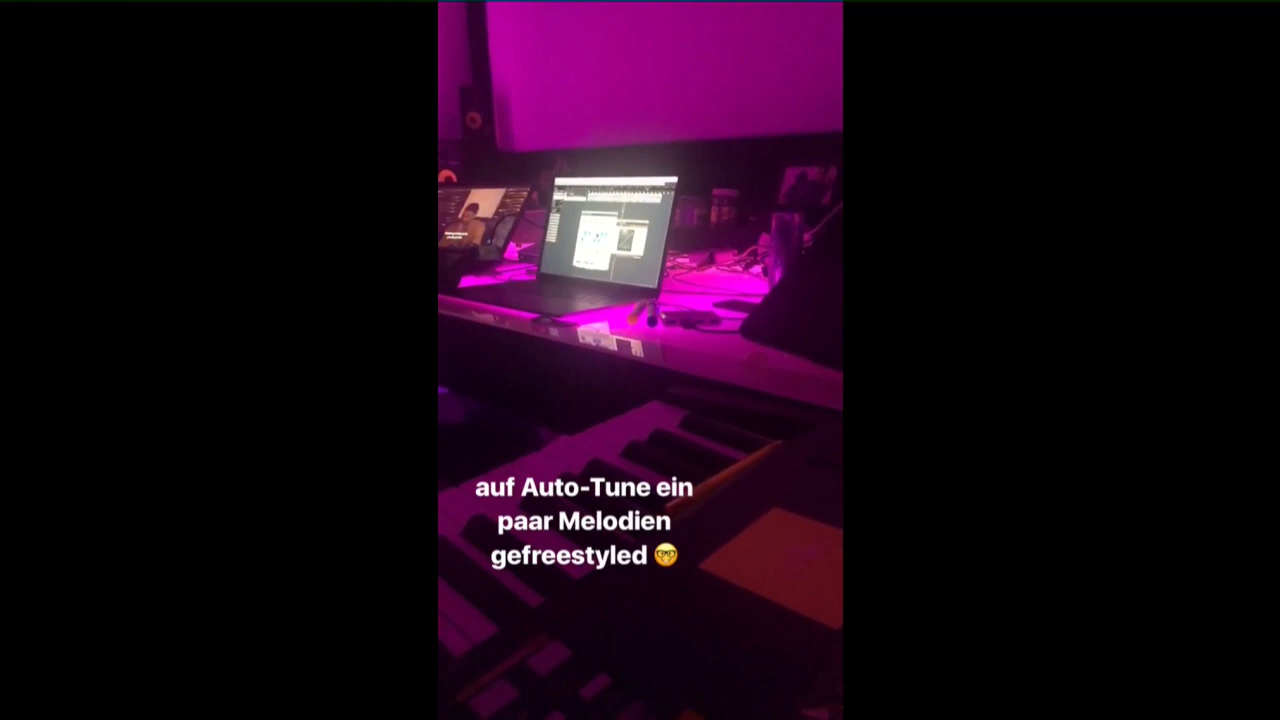 auf Auto-Tune ein
paar Melodien
gefreestyled 🤓